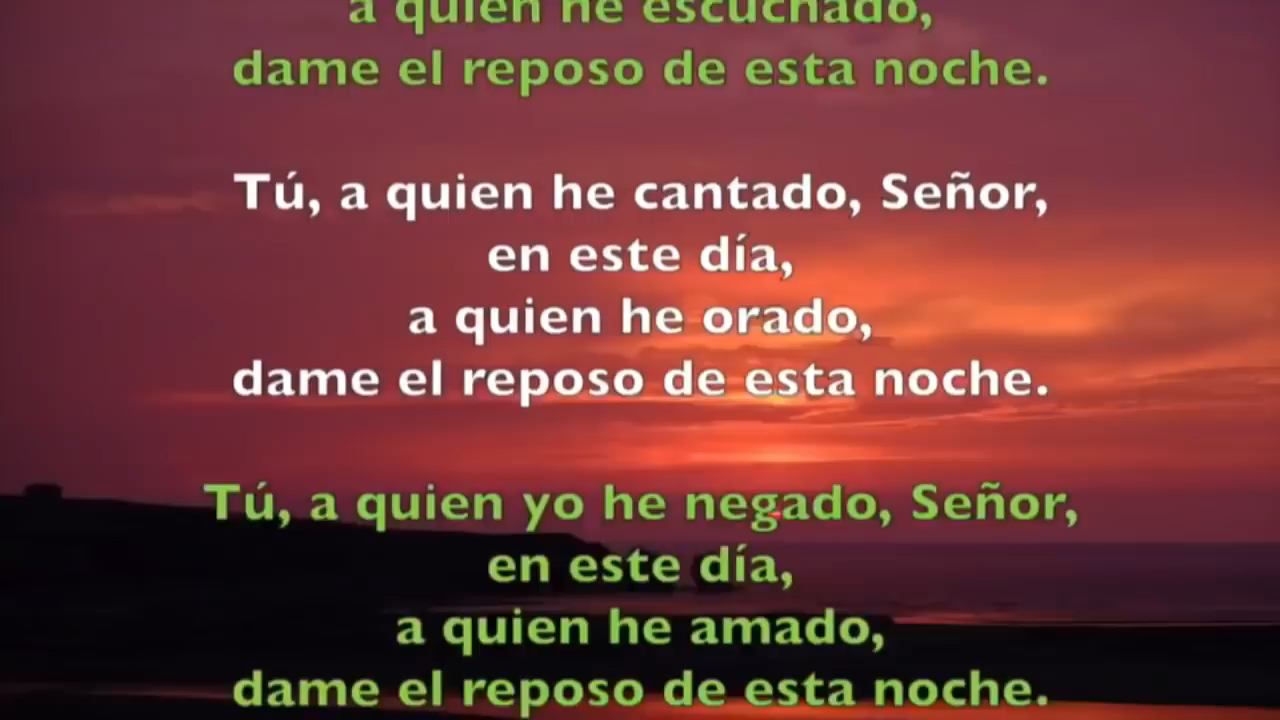 a quien he escuchado,
dame el reposo de esta noche.
Tú, a quien he cantado, Señor,
en este día,
a quien he orado,
dame el reposo de esta noche.
Tú, a quien yo he negado, Señor,
en este día,
a quien he amado,
dame el reposo de esta noche.